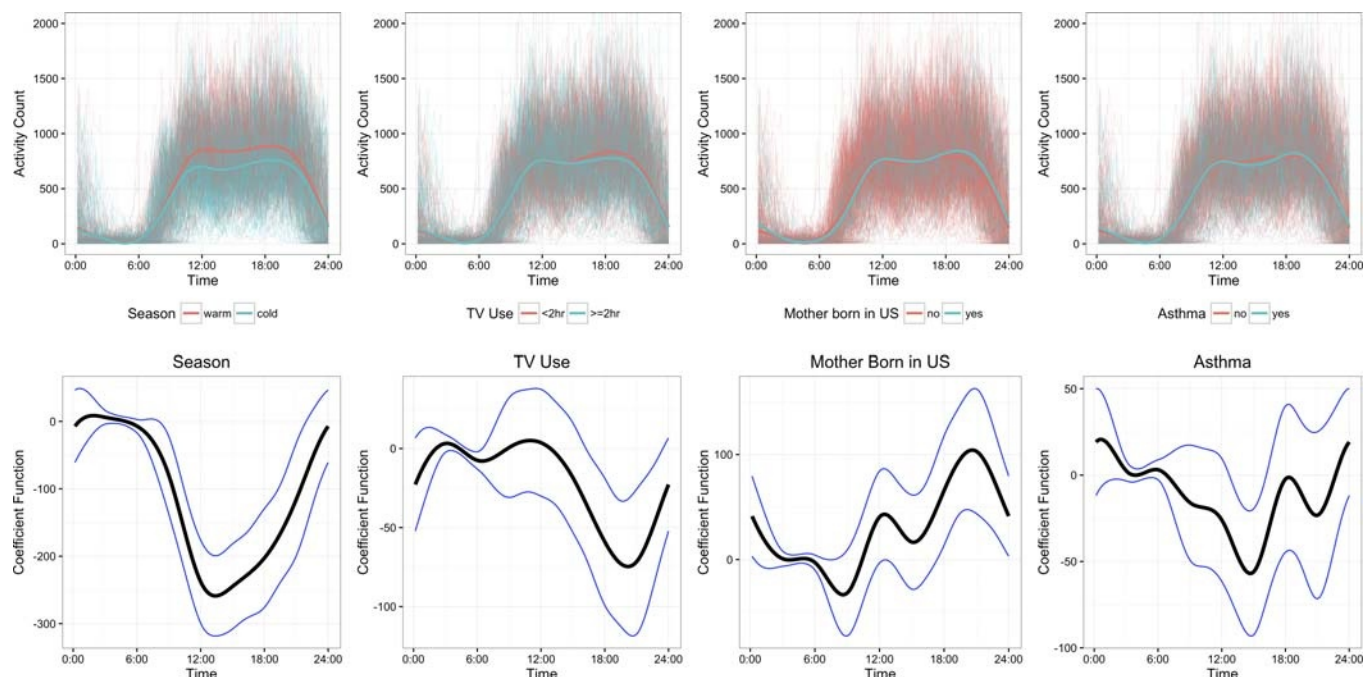 2000
1500
1000
500
0
Activity Count
0:00 6:00 12:00 18:00 24:00
Time
Season warm cold
2000
1500
1000
500
0
Activity Count
0:00 6:00 12:00 18:00 24:00
Time
TV Use <2hr >=2hr
2000
1500
1000
500
0
Activity Count
0:00 6:00 12:00 18:00 24:00
Time
Mother born in US no yes
2000
1500
1000
500
0
Activity Count
0:00 6:00 12:00 18:00 24:00
Time
Asthma no yes
Season
0
-100
-200
-300
Coefficient Function
0:00 6:00 12:00 18:00 24:00
Time
TV Use
0
-50
-100
Coefficient Function
0:00 6:00 12:00 18:00 24:00
Time
Mother Born in US
100
0
Coefficient Function
0:00 6:00 12:00 18:00 24:00
Time
Asthma
50
0
-50
-100
Coefficient Function
0:00 6:00 12:00 18:00 24:00
Time